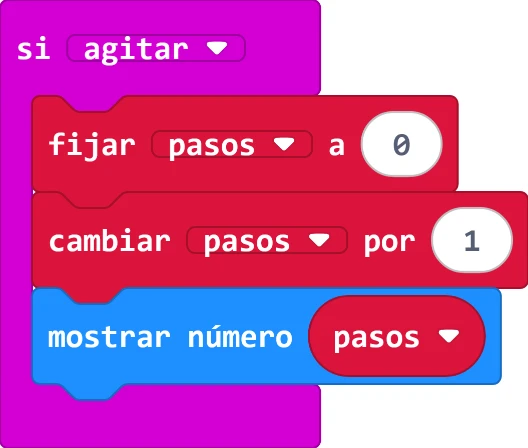 si agitar
fijar pasos a 0
cambiar pasos por 1
mostrar número pasos